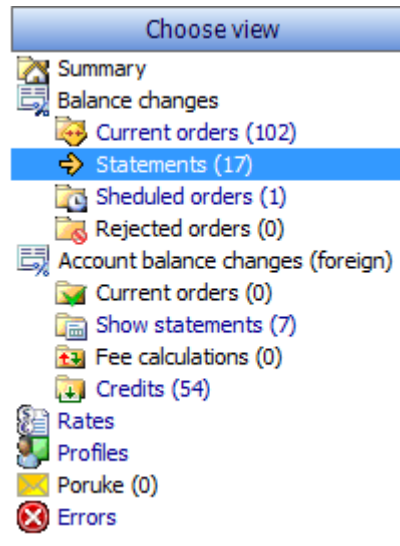 Choose view
Summary
Balance changes
Current orders (102)
Statements (17)
Sheduled orders (1)
Rejected orders (0)
Account balance changes (foreign)
Current orders (0)
Show statements (7)
Fee calculations (0)
Credits (54)
Rates
Profiles
Poruke (0)
Errors